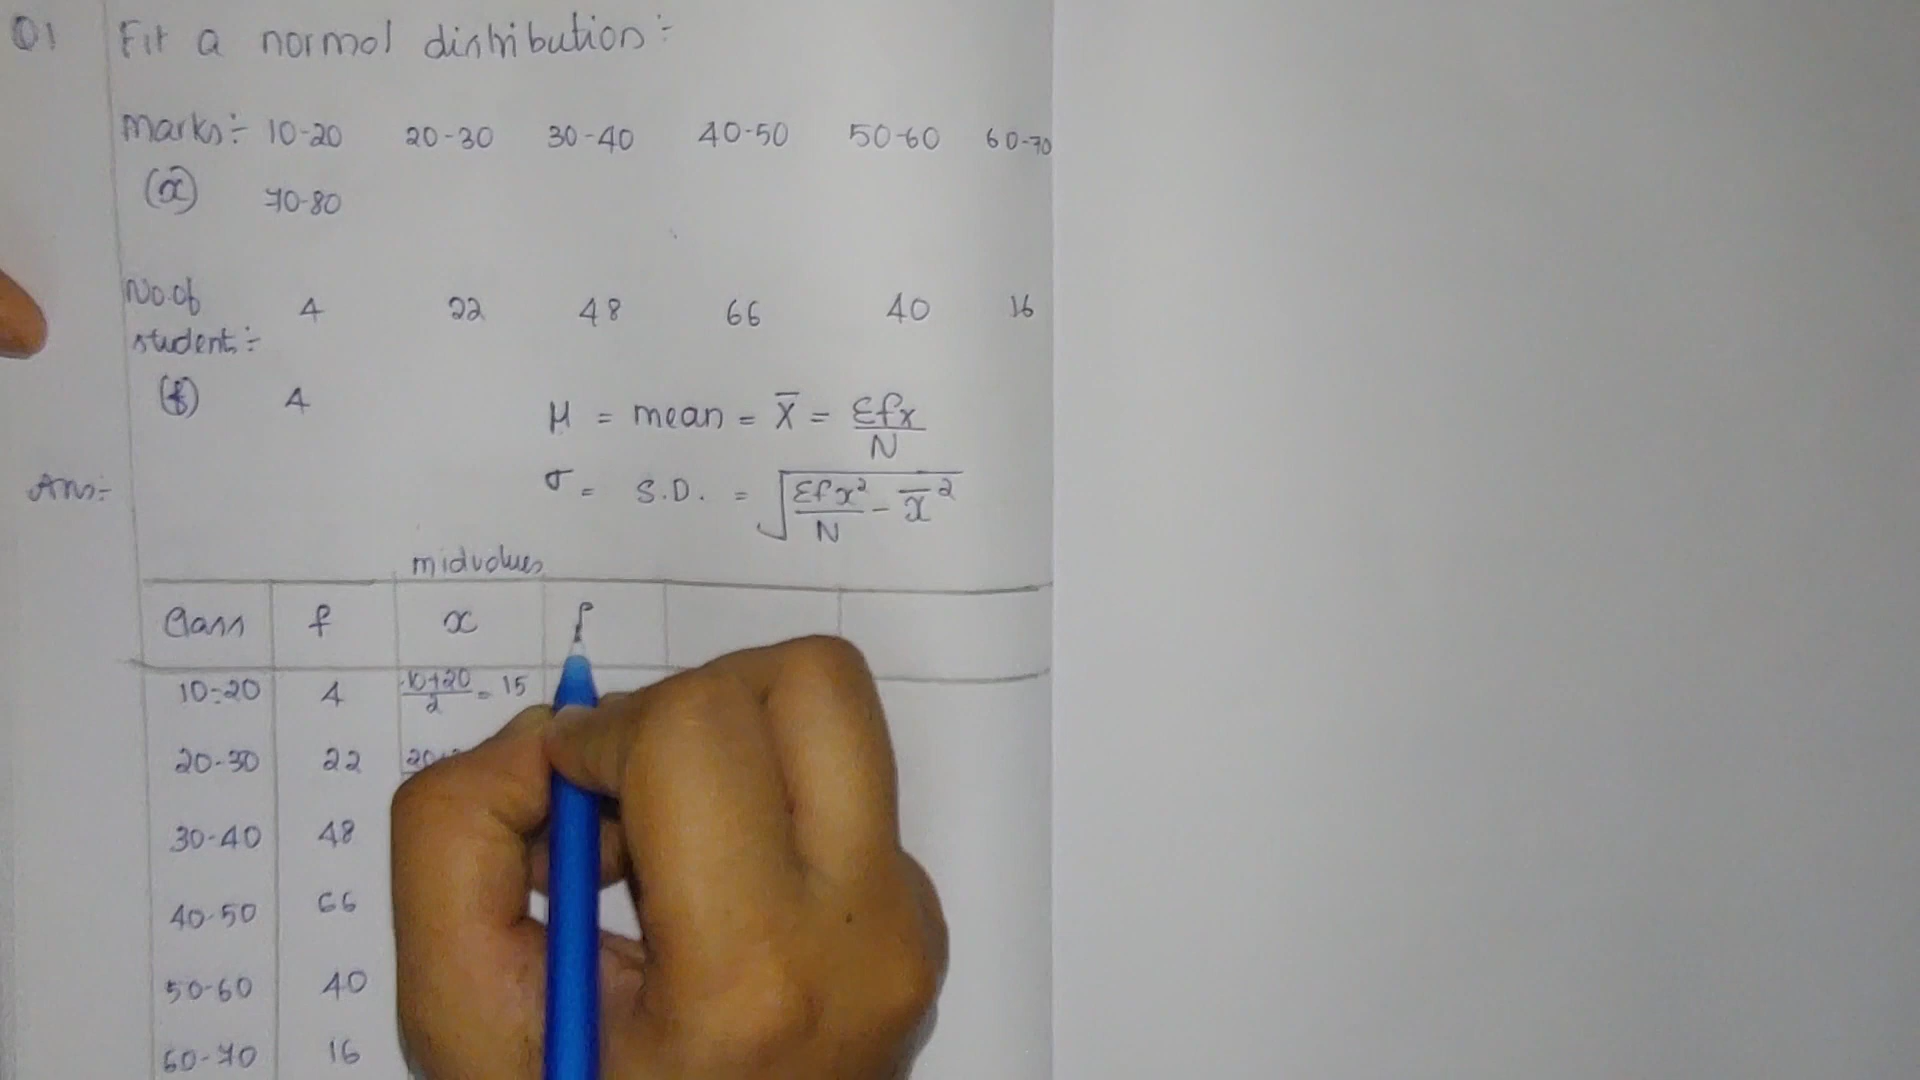 Q1 Fit a normal distribution:-
Marks:- 10-20 20-30 30-40 40-50 50-60 60-70
(x) 70-80
No.of 4 22 48 66 40 16
student:-
(f) 4
μ = mean = X̄ = Σfx/N
σ = S.D. = √(Σfx²/N - x̄²)
Ans:-
midvalues
Class f x f
10-20 4 10+20/2 = 15
20-30 22
30-40 48
40-50 66
50-60 40
60-70 16